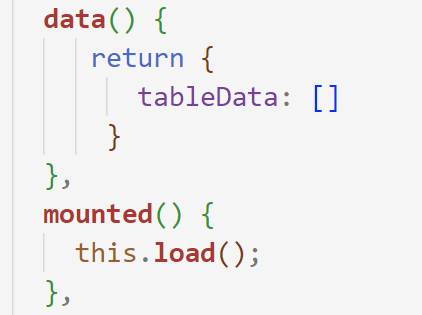 data() {
return {
tableData: []
}
},
mounted() {
this.load();
},